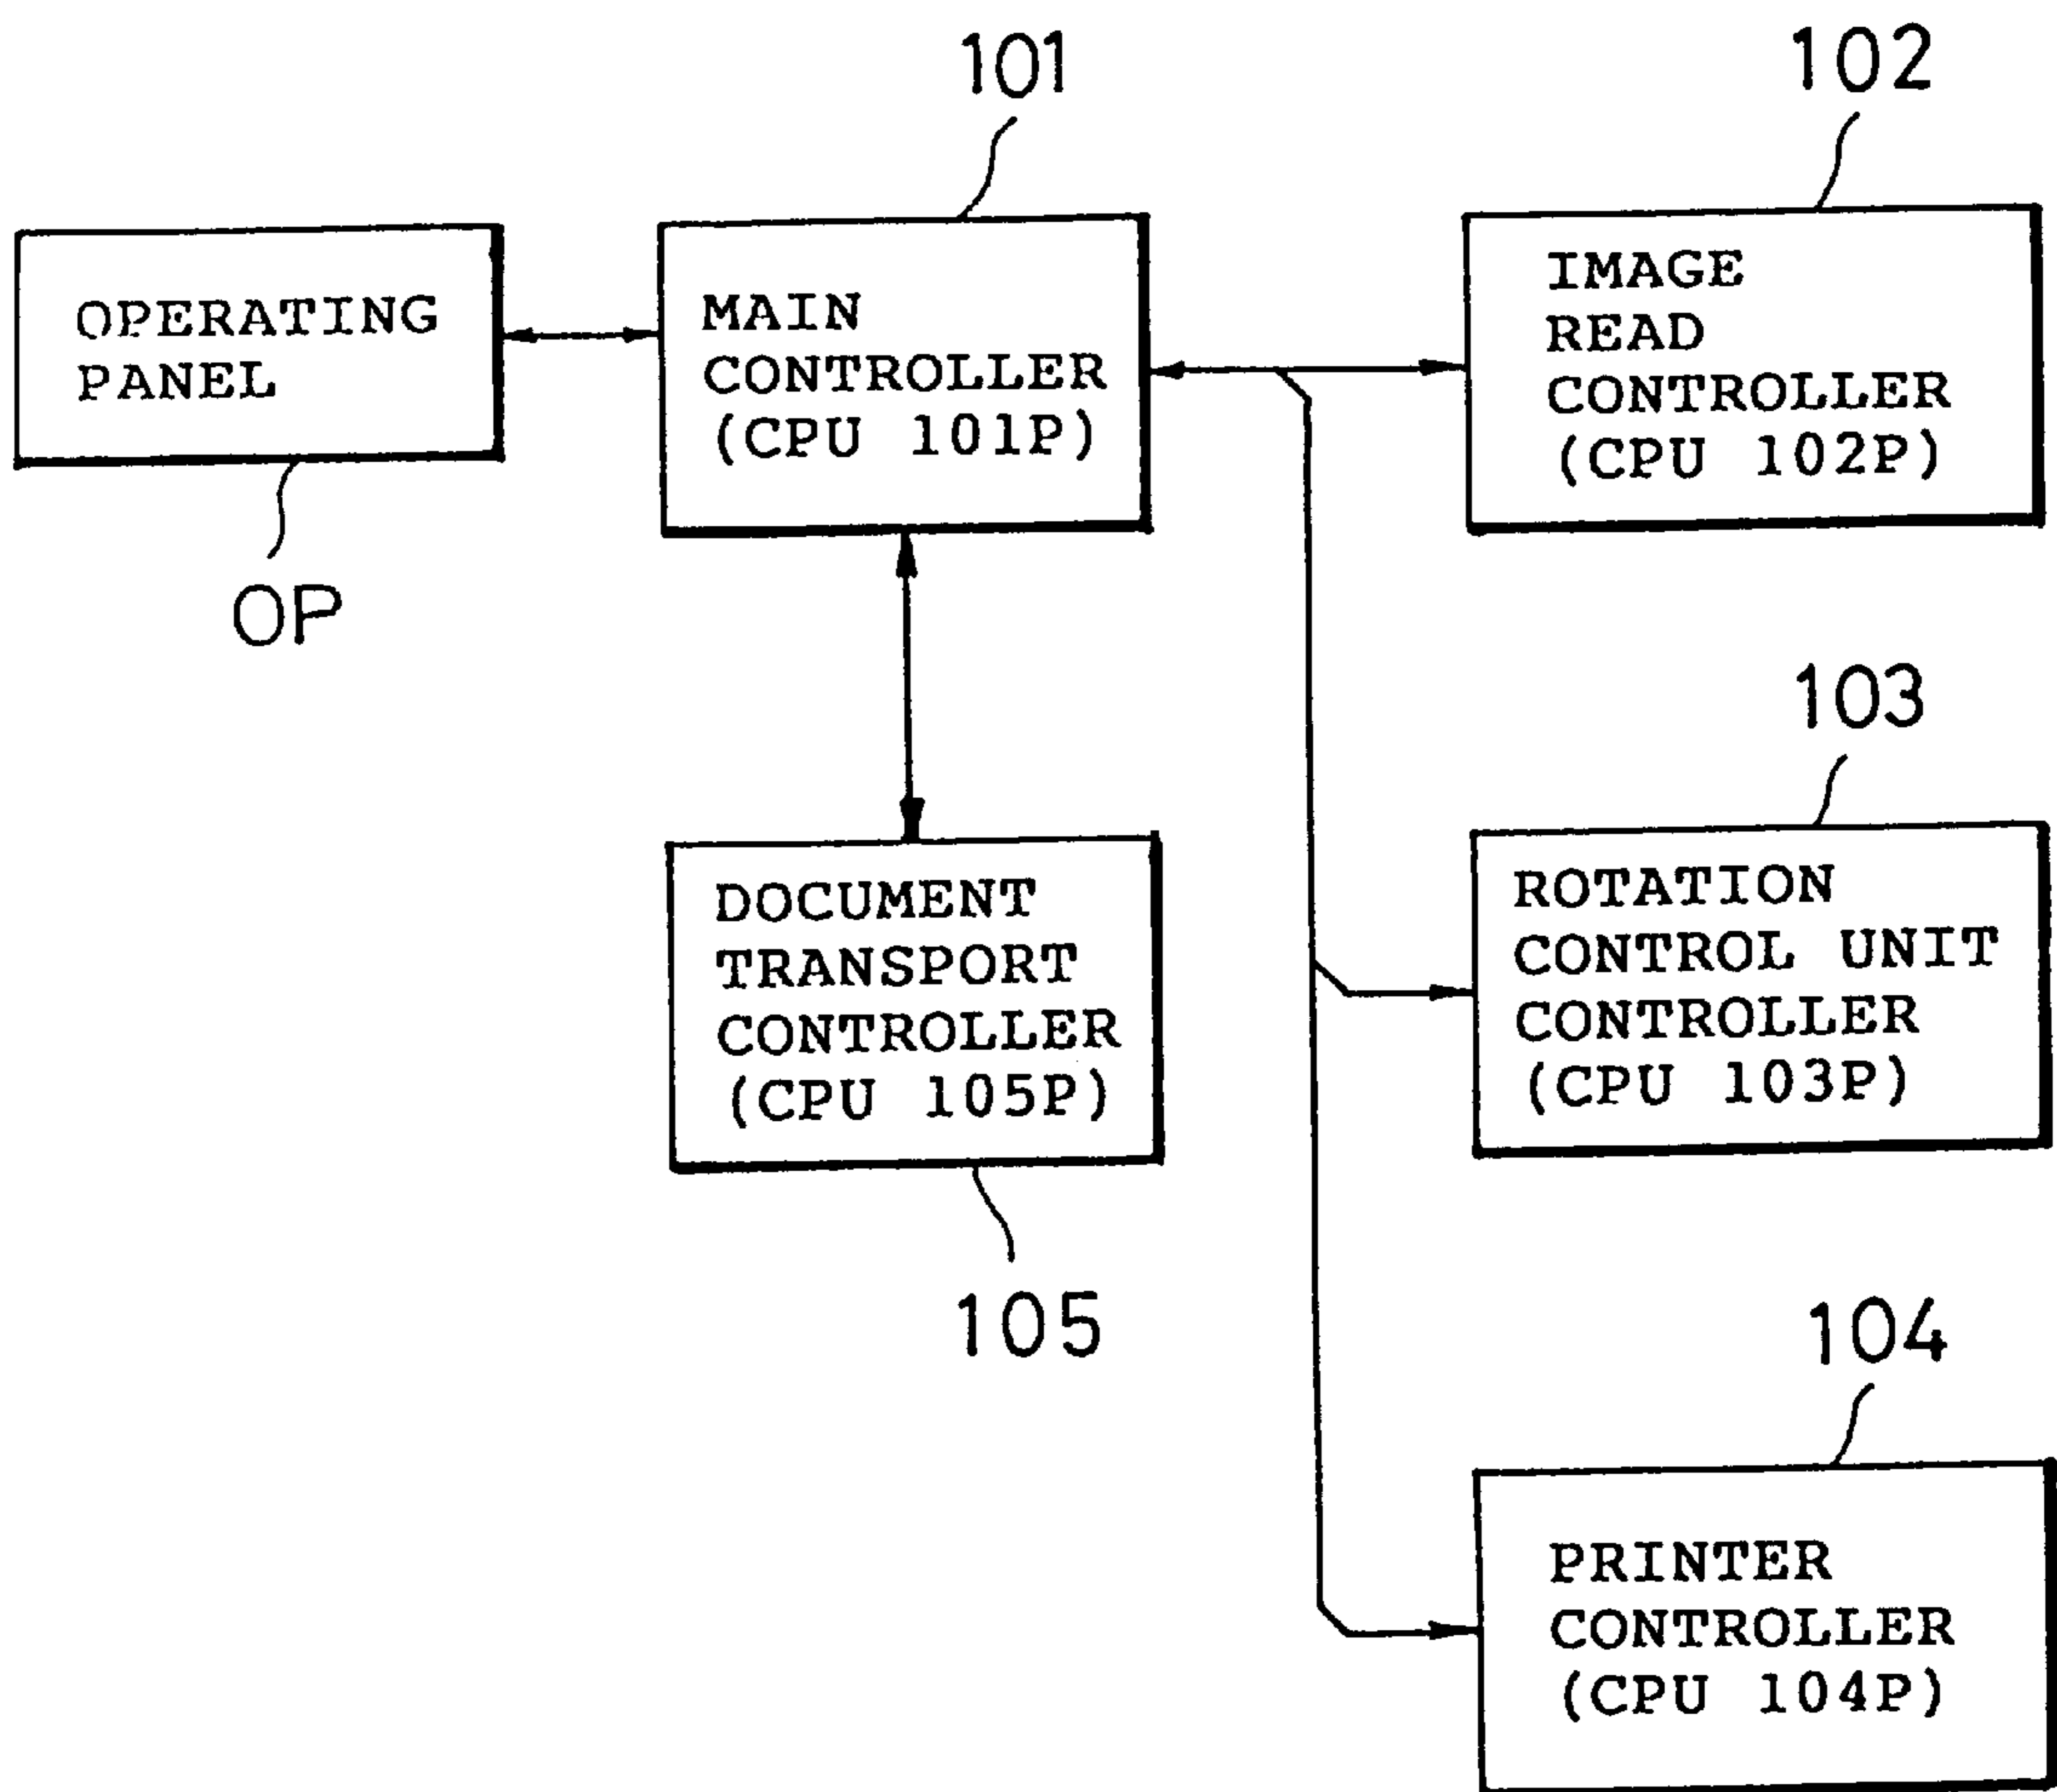 101
102
OPERATING
PANEL
OP
MAIN
CONTROLLER
(CPU 101P)
IMAGE
READ
CONTROLLER
(CPU 102P)
103
DOCUMENT
TRANSPORT
CONTROLLER
(CPU 105P)
105
ROTATION
CONTROL UNIT
CONTROLLER
(CPU 103P)
104
PRINTER
CONTROLLER
(CPU 104P)